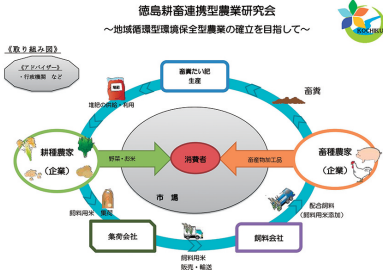 徳島耕畜連携型農業研究会
～地域循環型環境保全型農業の確立を目指して～
KOCHIKU
《取り組み図》
《アドバイザー》
・行政機関 など
畜糞たい肥
生産
堆肥の供給・利用
畜糞
耕種農家
(企業)
野菜・お米
消費者
畜産物加工品
畜種農家
(企業)
市 場
飼料用米
集荷会社
飼料用米
販売・輸送
飼料会社
配合飼料
(飼料用米添加)